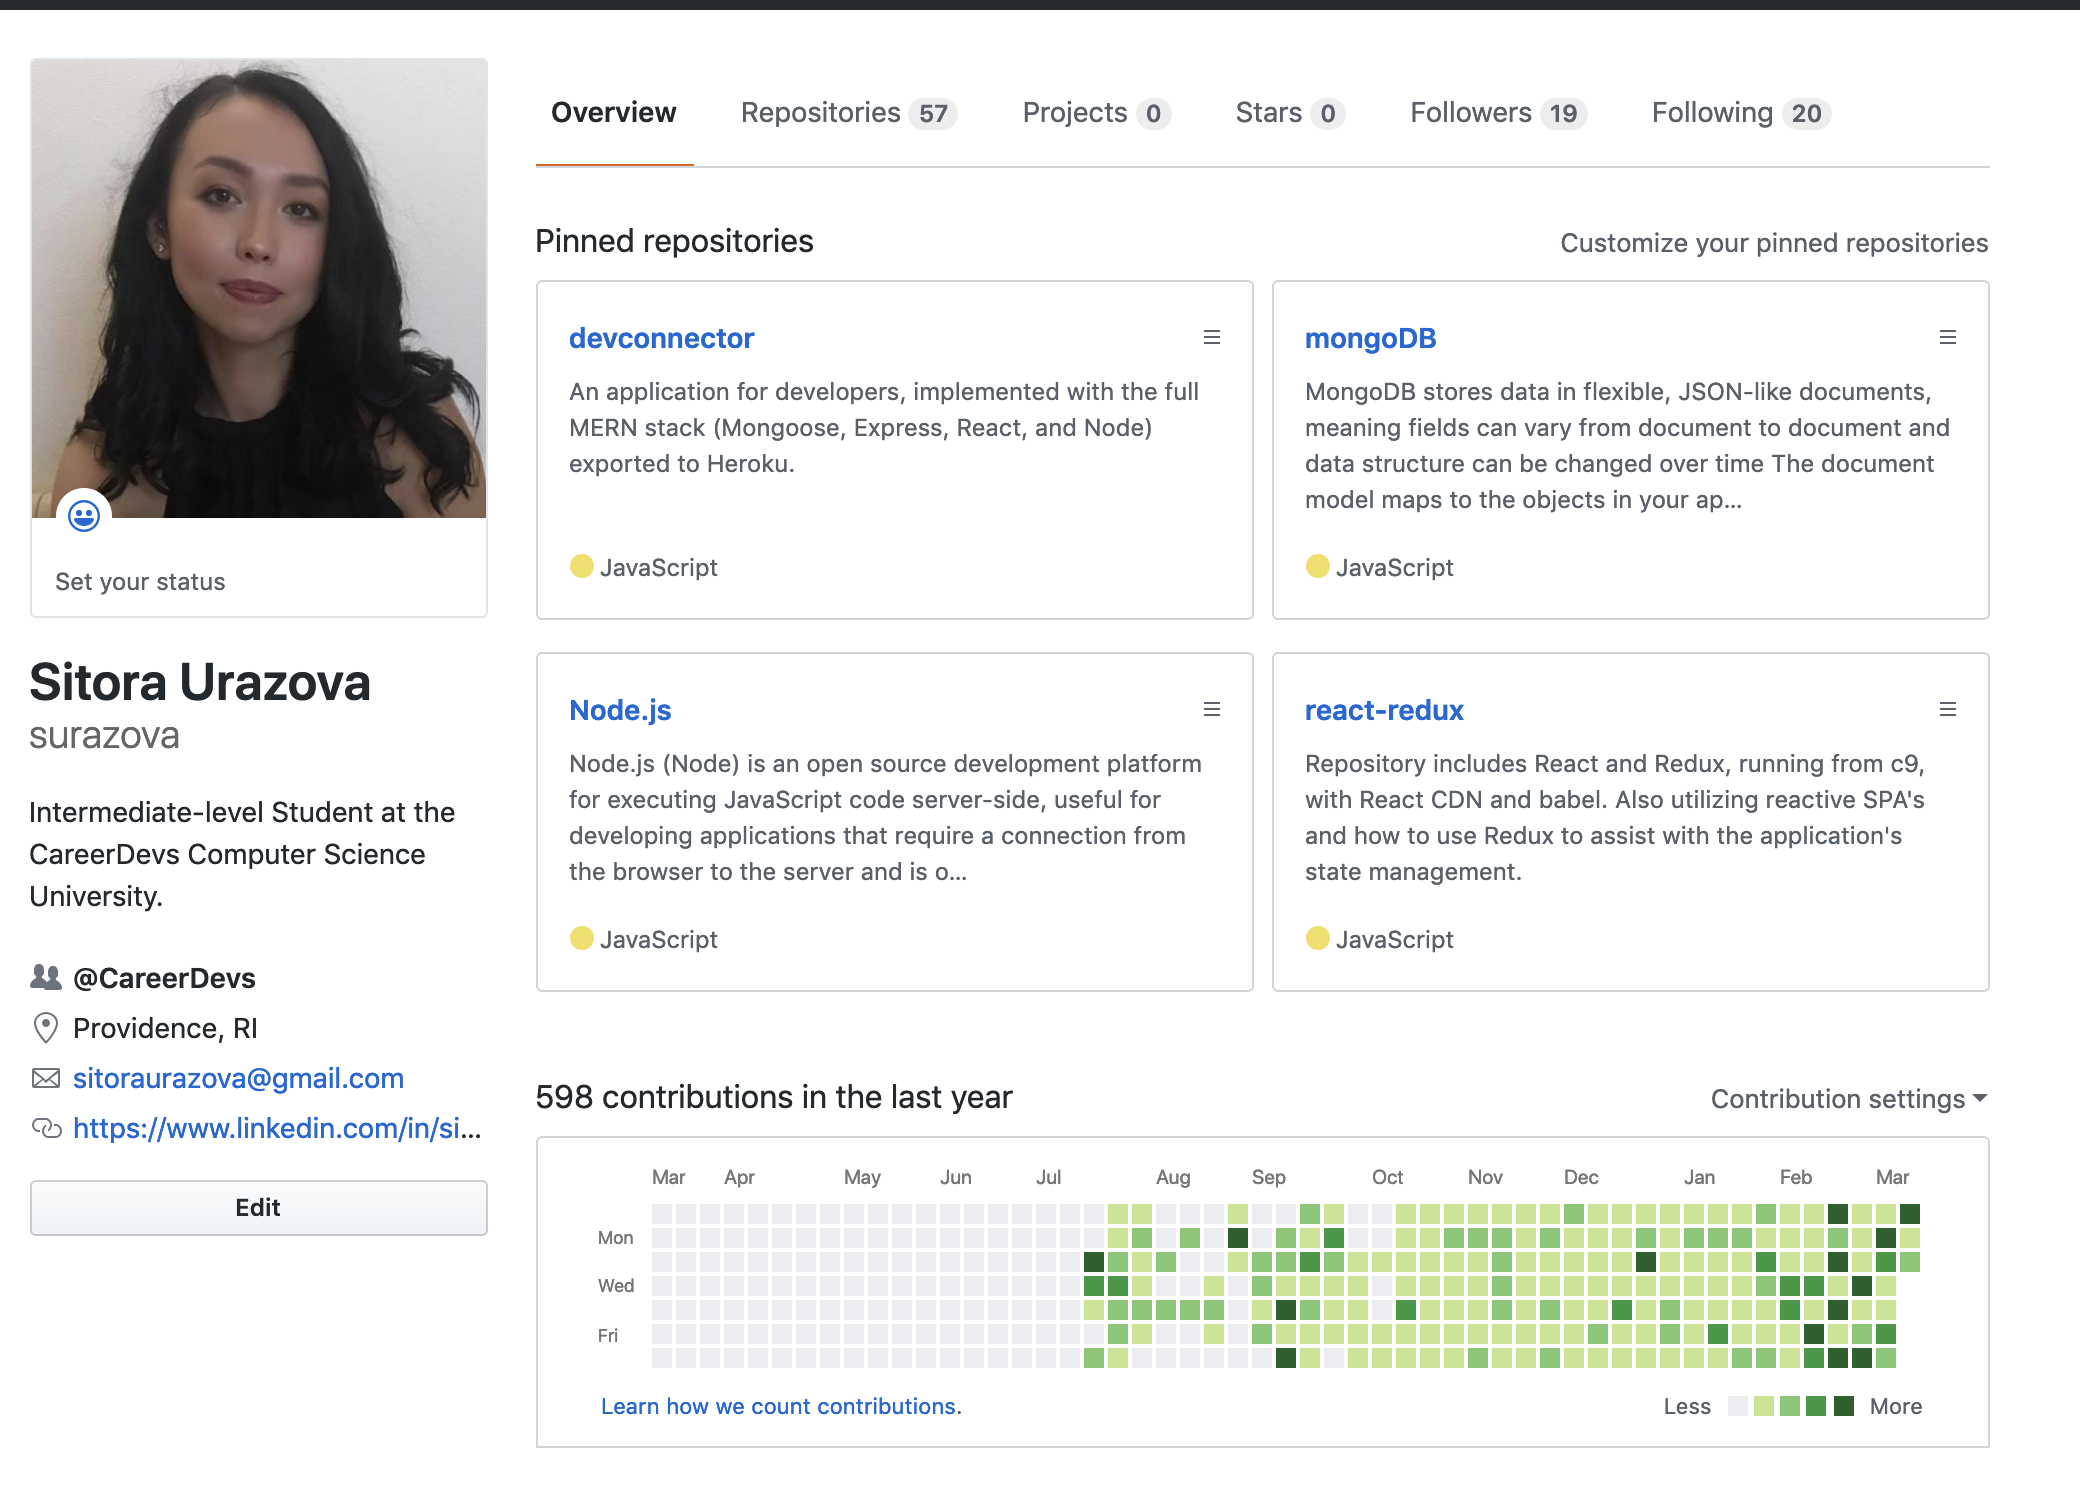 Overview
Repositories 57
Projects 0
Stars 0
Followers 19
Following 20
Set your status
Sitora Urazova
surazova
Intermediate-level Student at the
CareerDevs Computer Science
University.
@CareerDevs
Providence, RI
sitoraurazova@gmail.com
https://www.linkedin.com/in/si...
Edit
Pinned repositories
Customize your pinned repositories
devconnector
An application for developers, implemented with the full
MERN stack (Mongoose, Express, React, and Node)
exported to Heroku.
JavaScript
mongoDB
MongoDB stores data in flexible, JSON-like documents,
meaning fields can vary from document to document and
data structure can be changed over time The document
model maps to the objects in your ap...
JavaScript
Node.js
Node.js (Node) is an open source development platform
for executing JavaScript code server-side, useful for
developing applications that require a connection from
the browser to the server and is o...
JavaScript
react-redux
Repository includes React and Redux, running from c9,
with React CDN and babel. Also utilizing reactive SPA's
and how to use Redux to assist with the application's
state management.
JavaScript
598 contributions in the last year
Contribution settings
Mar Apr May Jun Jul Aug Sep Oct Nov Dec Jan Feb Mar
Mon
Wed
Fri
Learn how we count contributions.
Less More